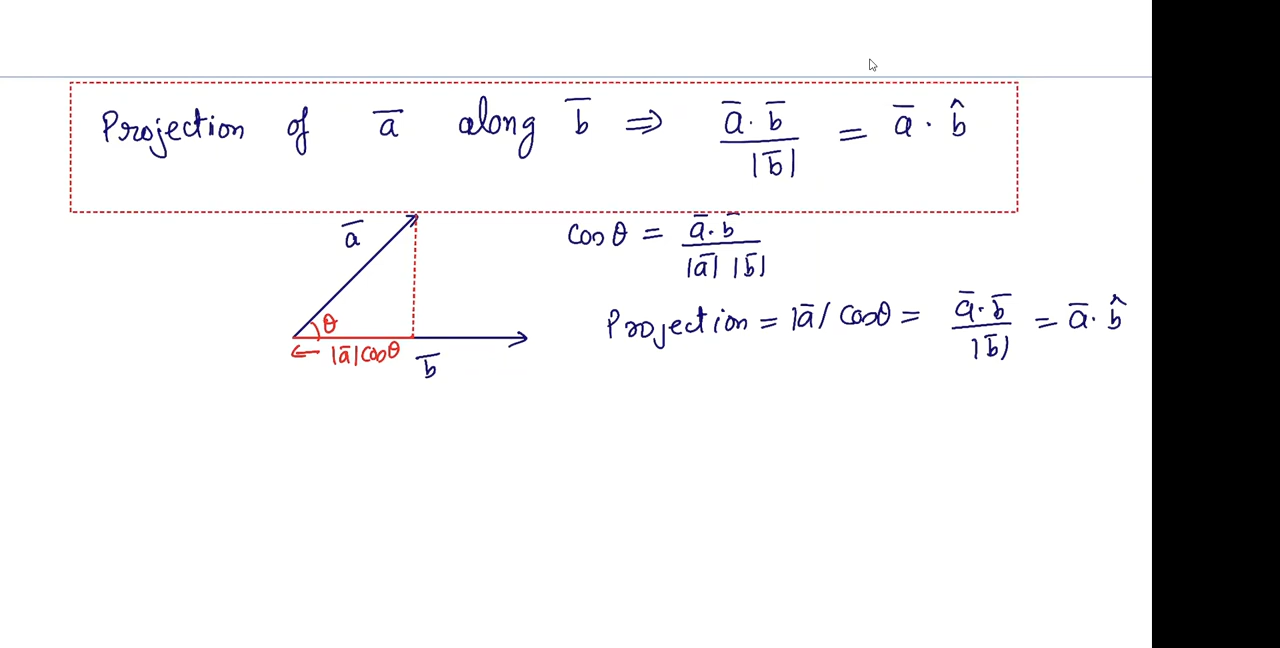 Projection of a̅ along b̅ ⇒ a̅·b̅ / |b̅| = a̅·b̂
a̅
cos θ = a̅·b̅ / |a̅| |b̅|
θ
Projection = |a̅| cosθ = a̅·b̅ / |b̅| = a̅·b̂
← |a̅|cosθ
b̅